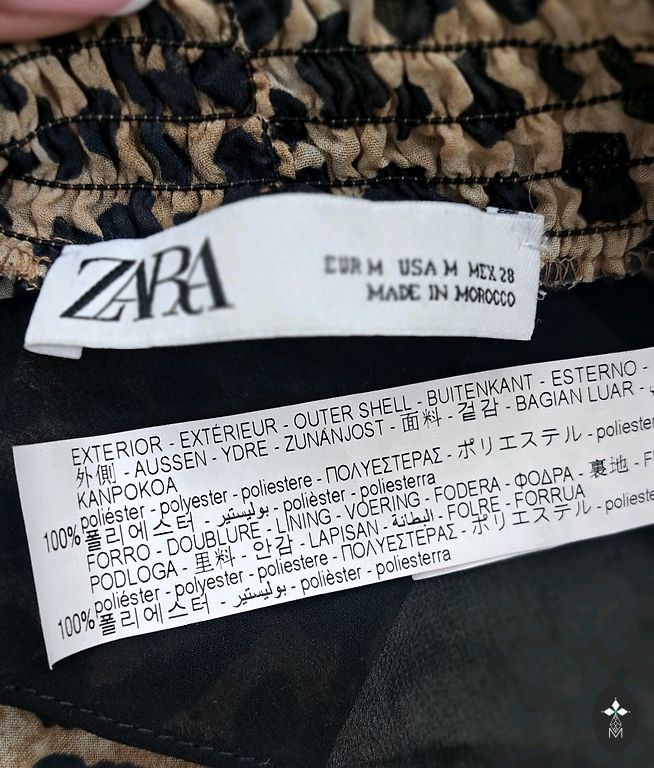 ZARA
EUR M USA M MEX 28
MADE IN MOROCCO
EXTERIOR - EXTÉRIEUR - OUTER SHELL - BUITENKANT - ESTERNO -
外側 - AUSSEN - YDRE - ZUNÁNJOST - 面料 - 겉감 - BAGIAN LUAR -
KANPOKOA
poliéster - polyester - poliestere - ΠΟΛΥΕΣΤΕΡΑΣ - ポリエステル - poliester
100% 폴리에스터 - بوليستير - polièster - poliesterra
FORRO - DOUBLURE - LINING - VOERING - FODERA - ΦΟΔΡΑ - 裏地 -
PODLOGA - 里料 - 안감 - LAPISAN - البطانة - FOLRE - FORRUA
poliéster - polyester - poliestere - ΠΟΛΥΕΣΤΕΡΑΣ - ポリエステル -
100% 폴리에스터 - بوليستير - polièster - poliesterra
M